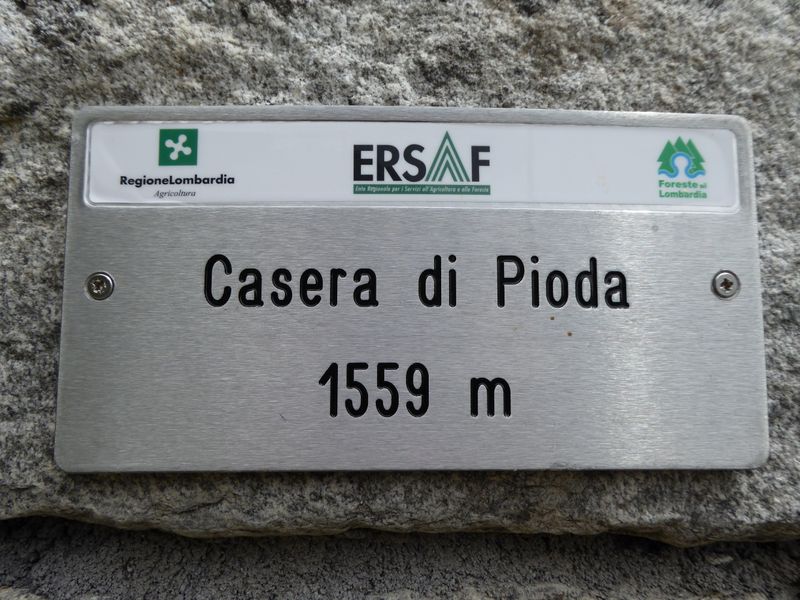 RegioneLombardia
Agricoltura
ERSAF
Ente Regionale per i Servizi all'Agricoltura e alle Foreste
Foreste di
Lombardia
Casera di Pioda
1559 m